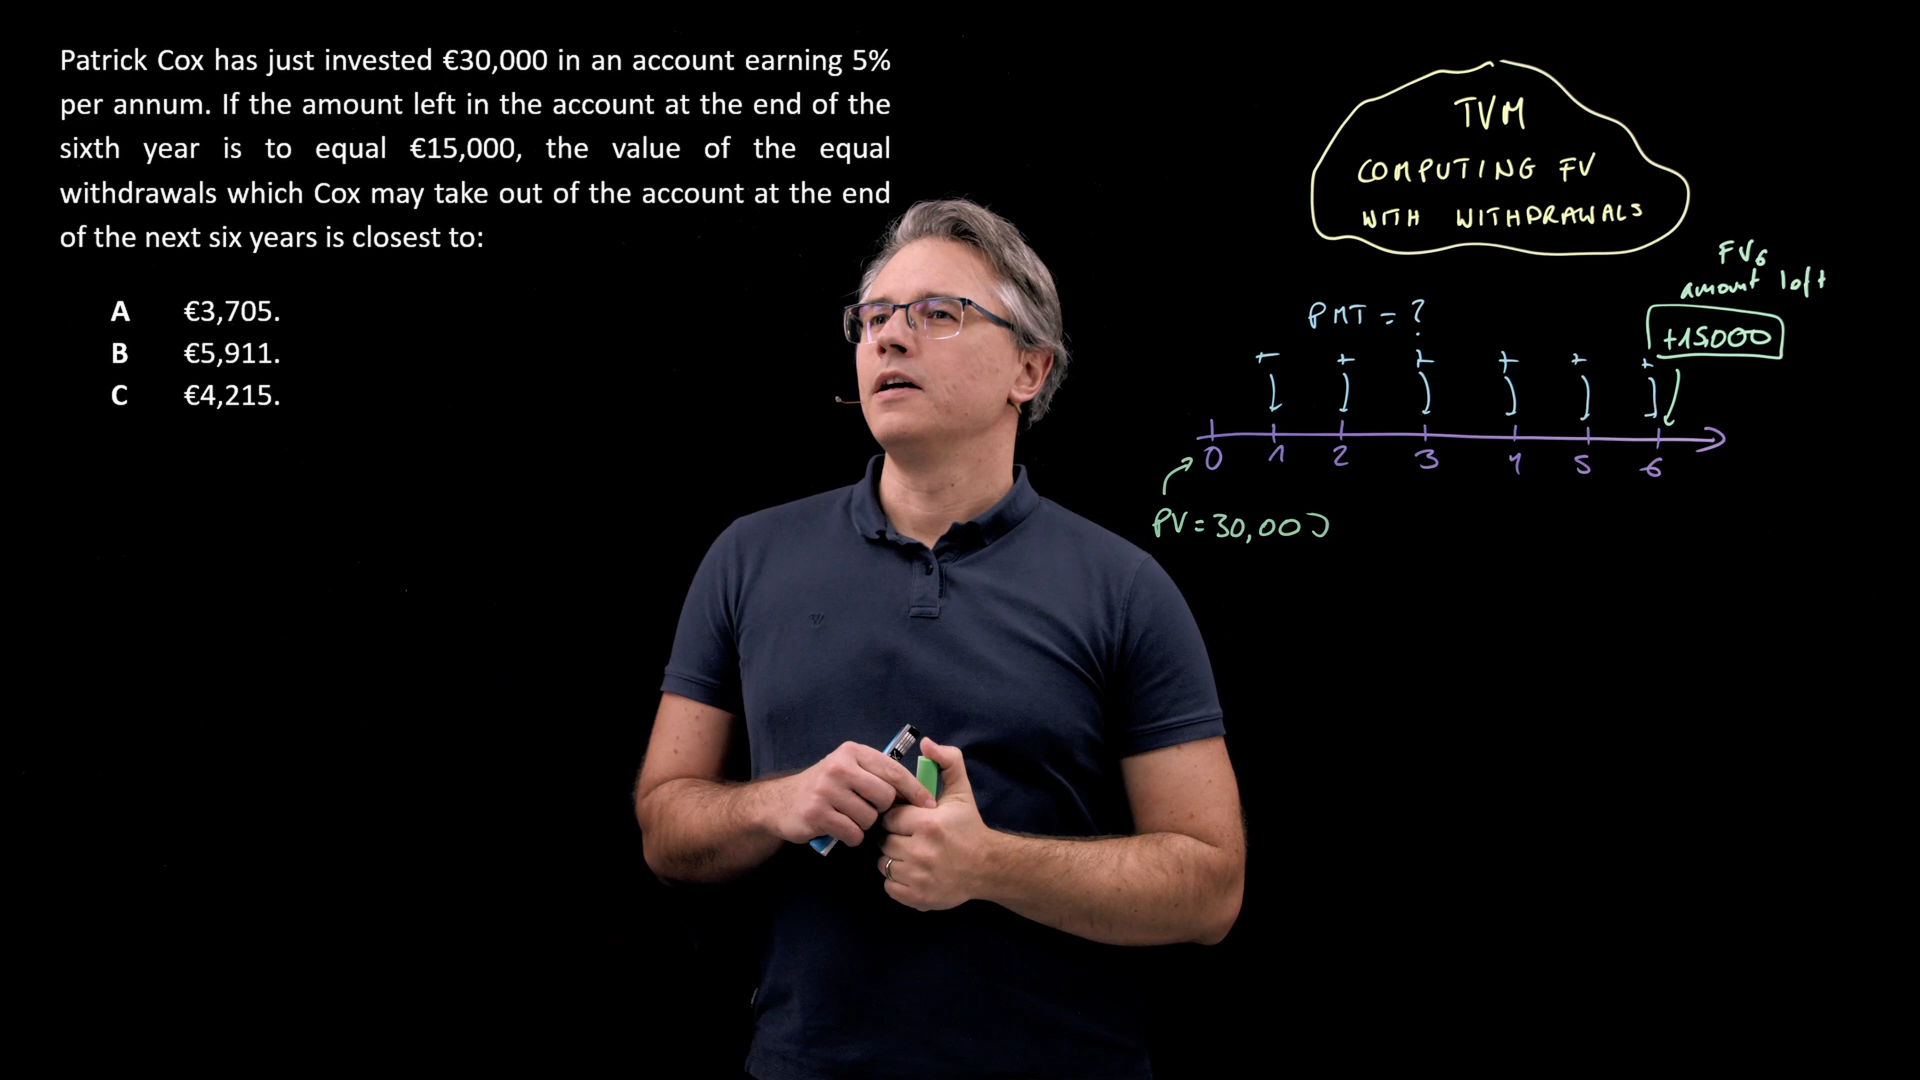 Patrick Cox has just invested €30,000 in an account earning 5%
per annum. If the amount left in the account at the end of the
sixth year is to equal €15,000, the value of the equal
withdrawals which Cox may take out of the account at the end
of the next six years is closest to:
A €3,705.
B €5,911.
C €4,215.
TVM
COMPUTING FV
WITH WITHDRAWALS
FV6
amount left
PMT = ?
+15000
+ + + + + +
0 1 2 3 4 5 6
PV = 30,000